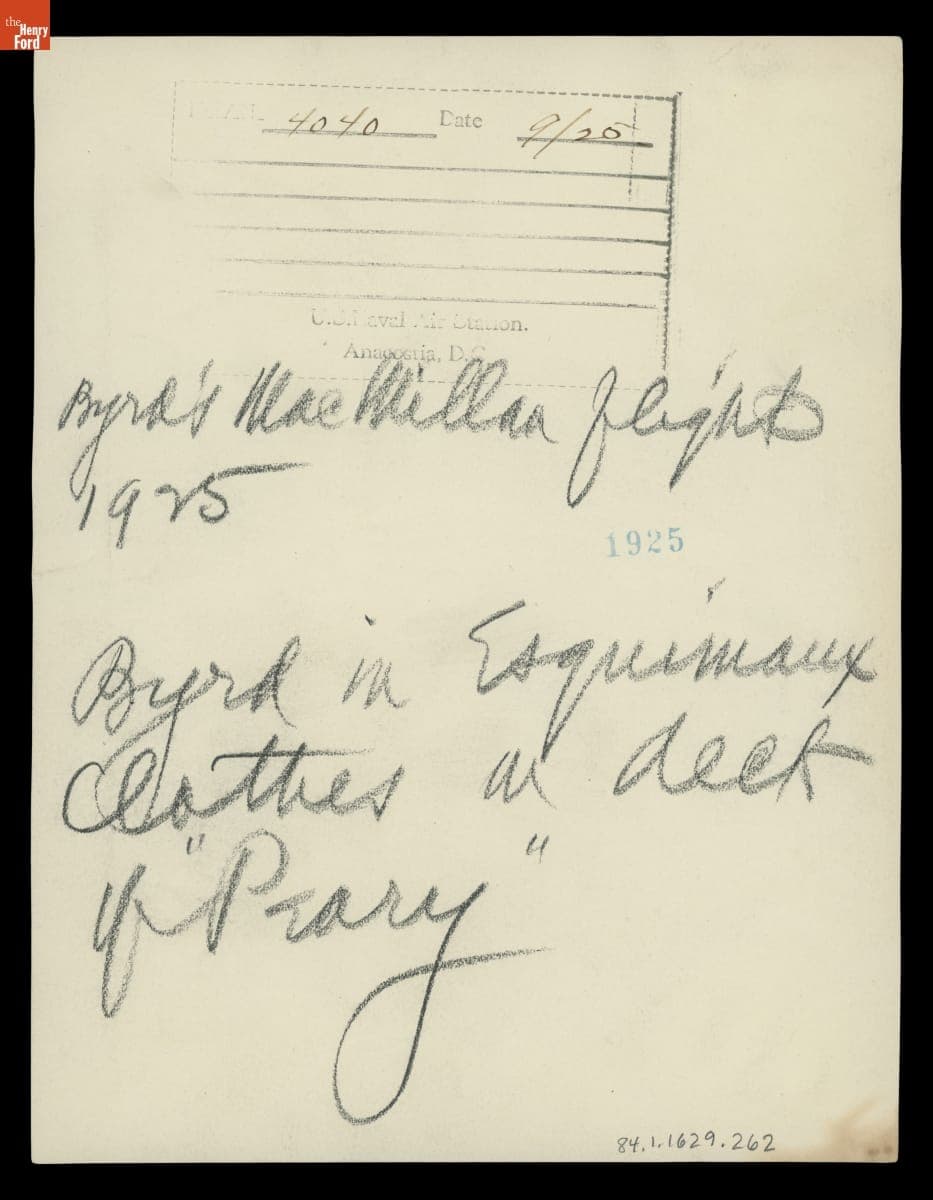 the
Henry
Ford
4040 Date 9/25
U.S. Naval Air Station.
Anacostia, D.C.
Byrd's MacMillan flights
1925
1925
Byrd in Esquimaux
Clothes on deck
of "Peary"
84.1.1629.262